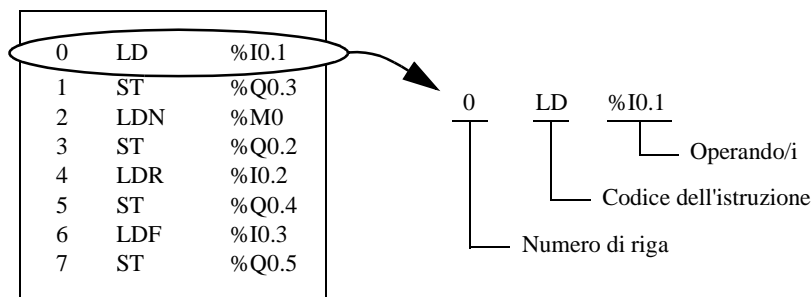 0 LD %I0.1
1 ST %Q0.3
2 LDN %M0
3 ST %Q0.2
4 LDR %I0.2
5 ST %Q0.4
6 LDF %I0.3
7 ST %Q0.5
0 LD %I0.1
Operando/i
Codice dell'istruzione
Numero di riga